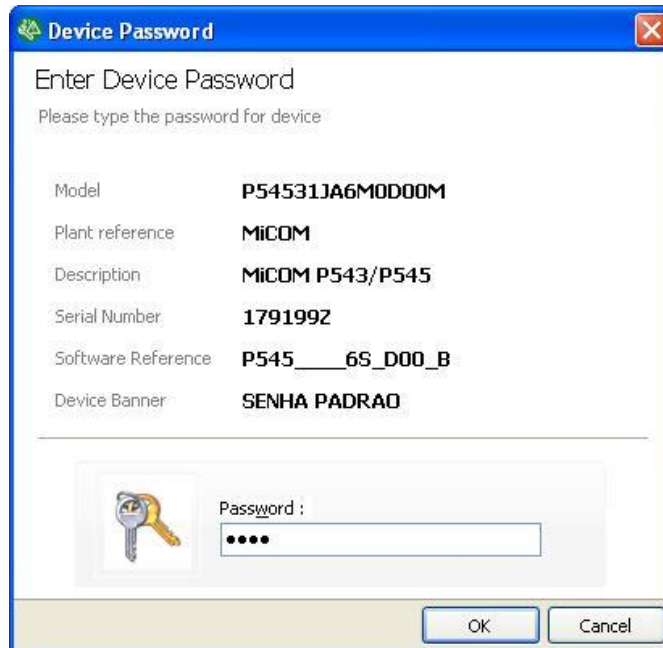 Device Password
Enter Device Password
Please type the password for device
Model P54531JA6M0D00M
Plant reference MiCOM
Description MiCOM P543/P545
Serial Number 179199Z
Software Reference P545____6S_D00_B
Device Banner SENHA PADRAO
Password :
••••
OK Cancel